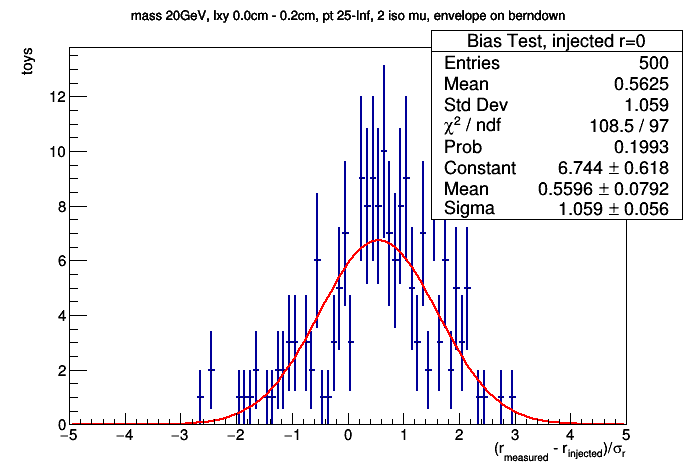 mass 20GeV, lxy 0.0cm - 0.2cm, pt 25-Inf, 2 iso mu, envelope on berndown
Bias Test, injected r=0
Entries 500
Mean 0.5625
Std Dev 1.059
χ² / ndf 108.5 / 97
Prob 0.1993
Constant 6.744 ± 0.618
Mean 0.5596 ± 0.0792
Sigma 1.059 ± 0.056
toys
12
10
8
6
4
2
0
−5 −4 −3 −2 −1 0 1 2 3 4 5
(r_measured - r_injected)/σ_r